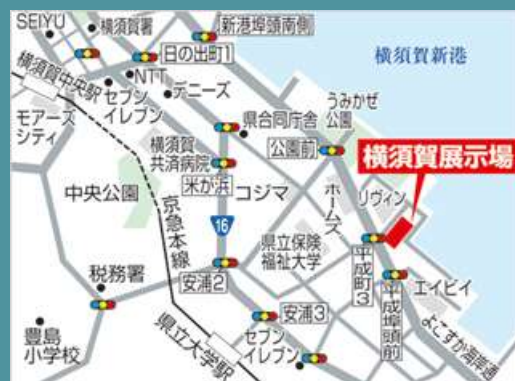 SEIYU
横須賀署
新港埠頭南側
日の出町1
横須賀新港
NTT
横須賀中央駅
セブン
イレブン
デニーズ
モアーズ
シティ
県合同庁舎
うみかぜ
公園
横須賀
共済病院
公園前
横須賀展示場
米が浜
コジマ
ホームズ
リヴィン
中央公園
京急本線
16
県立保険
福祉大学
平成町3
安浦2
税務署
平成埠頭前
エイビイ
安浦3
豊島
小学校
県立大学駅
セブン
イレブン
よこすか海岸通